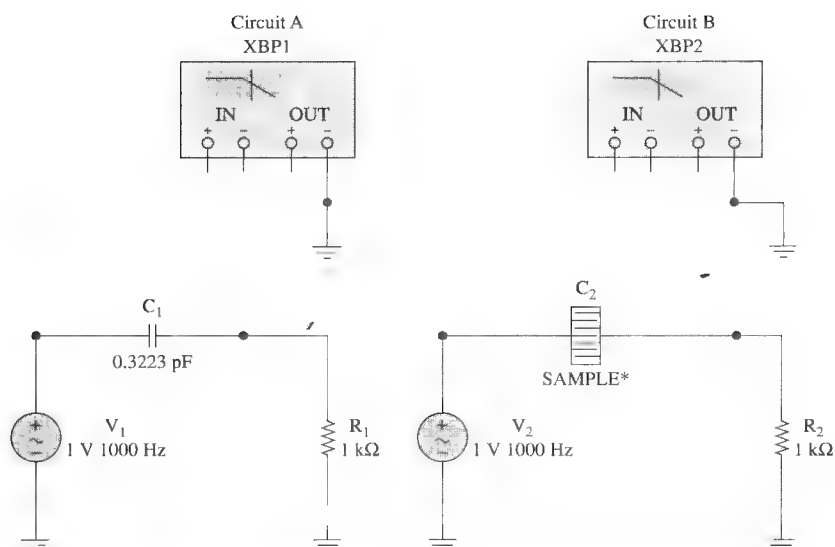 Circuit A
XBP1
IN OUT
+ − + −
Circuit B
XBP2
IN OUT
+ − + −
C₁
0.3223 pF
V₁
1 V 1000 Hz
R₁
1 kΩ
C₂
SAMPLE*
V₂
1 V 1000 Hz
R₂
1 kΩ